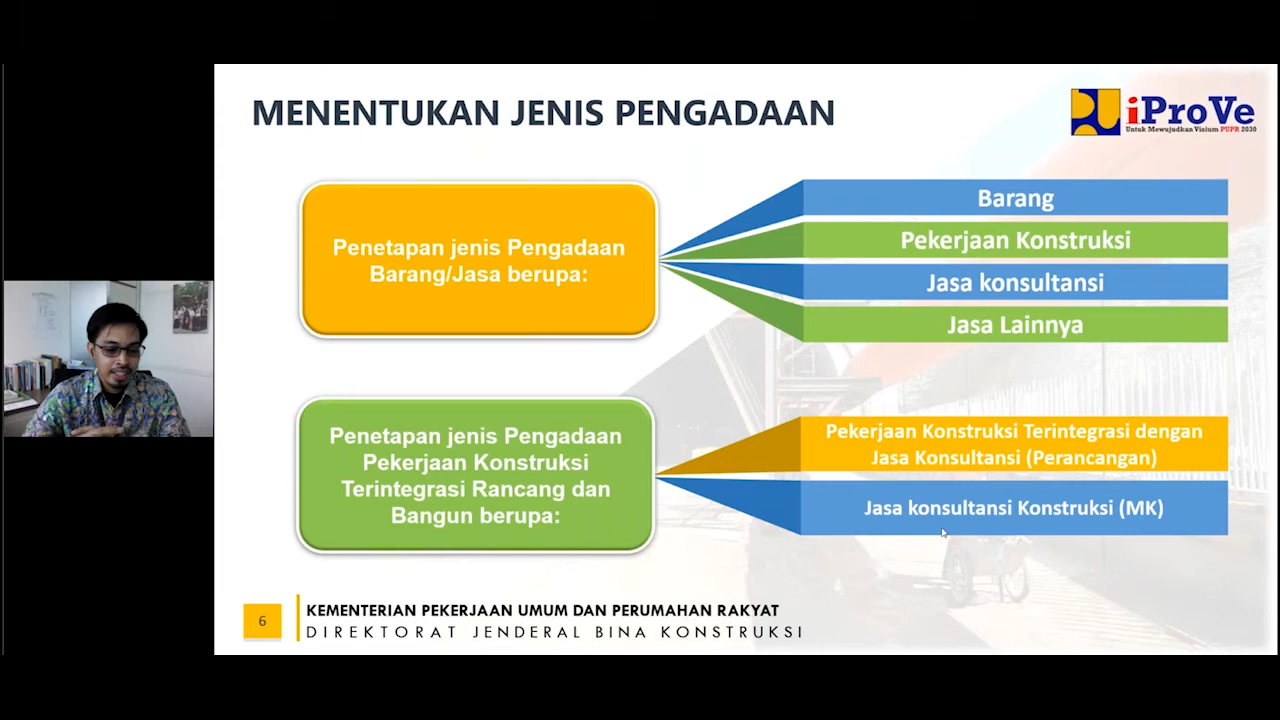 MENENTUKAN JENIS PENGADAAN
iProVe
Untuk Mewujudkan Visium PUPR 2030
Penetapan jenis Pengadaan
Barang/Jasa berupa:
Barang
Pekerjaan Konstruksi
Jasa konsultansi
Jasa Lainnya
Penetapan jenis Pengadaan
Pekerjaan Konstruksi
Terintegrasi Rancang dan
Bangun berupa:
Pekerjaan Konstruksi Terintegrasi dengan
Jasa Konsultansi (Perancangan)
Jasa konsultansi Konstruksi (MK)
6
KEMENTERIAN PEKERJAAN UMUM DAN PERUMAHAN RAKYAT
DIREKTORAT JENDERAL BINA KONSTRUKSI